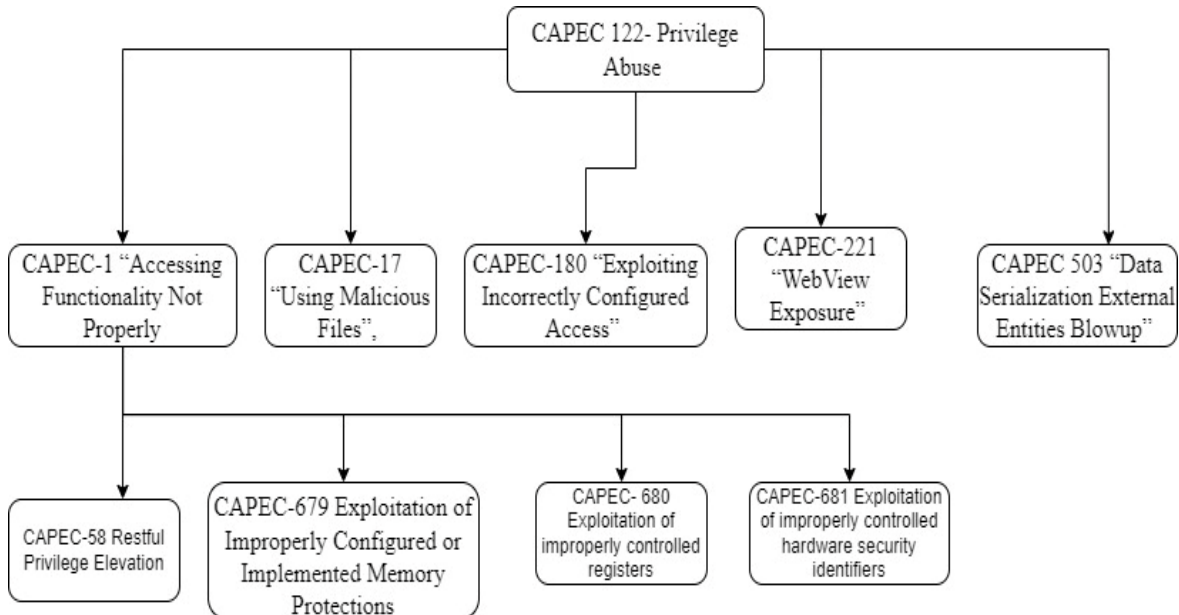 CAPEC 122- Privilege
Abuse
CAPEC-1 “Accessing
Functionality Not
Properly
CAPEC-17
“Using Malicious
Files”,
CAPEC-180 “Exploiting
Incorrectly Configured
Access”
CAPEC-221
“WebView
Exposure”
CAPEC 503 “Data
Serialization External
Entities Blowup”
CAPEC-58 Restful
Privilege Elevation
CAPEC-679 Exploitation of
Improperly Configured or
Implemented Memory
Protections
CAPEC- 680
Exploitation of
improperly controlled
registers
CAPEC-681 Exploitation
of improperly controlled
hardware security
identifiers